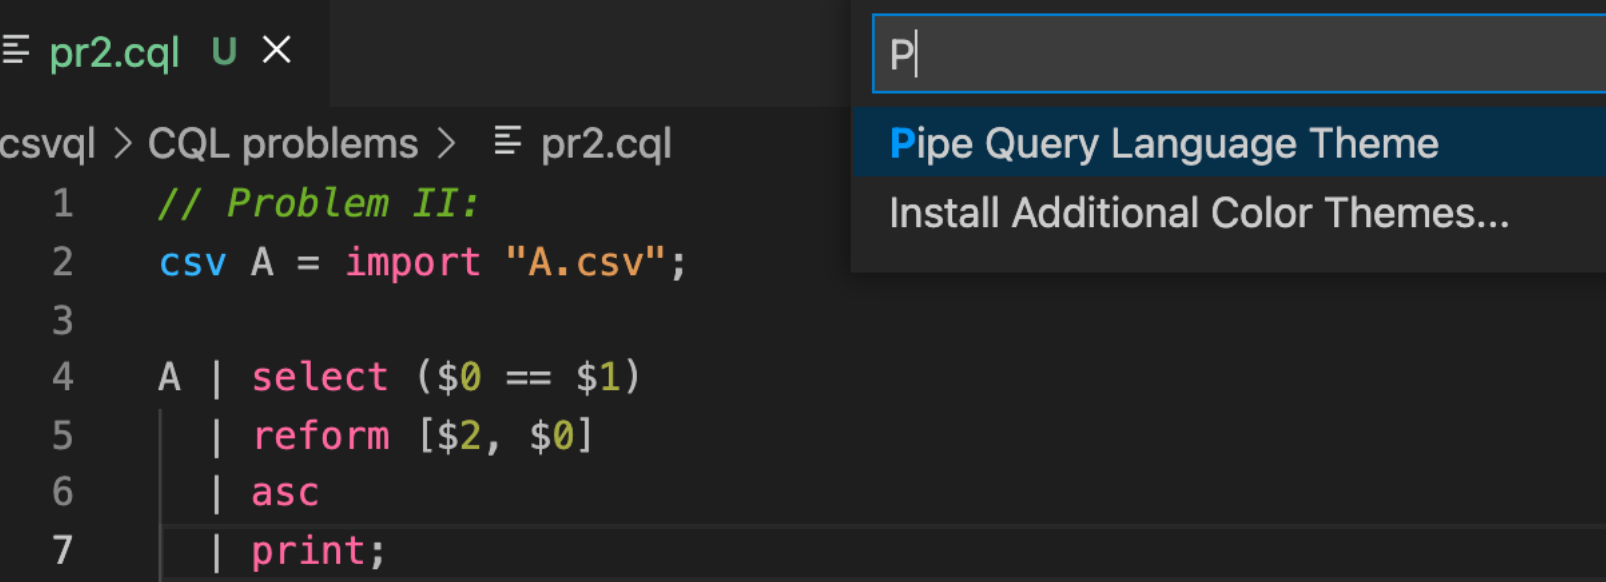 pr2.cql U
P
csvql > CQL problems > pr2.cql
Pipe Query Language Theme
Install Additional Color Themes...
1 // Problem II:
2 csv A = import "A.csv";
3
4 A | select ($0 == $1)
5 | reform [$2, $0]
6 | asc
7 | print;